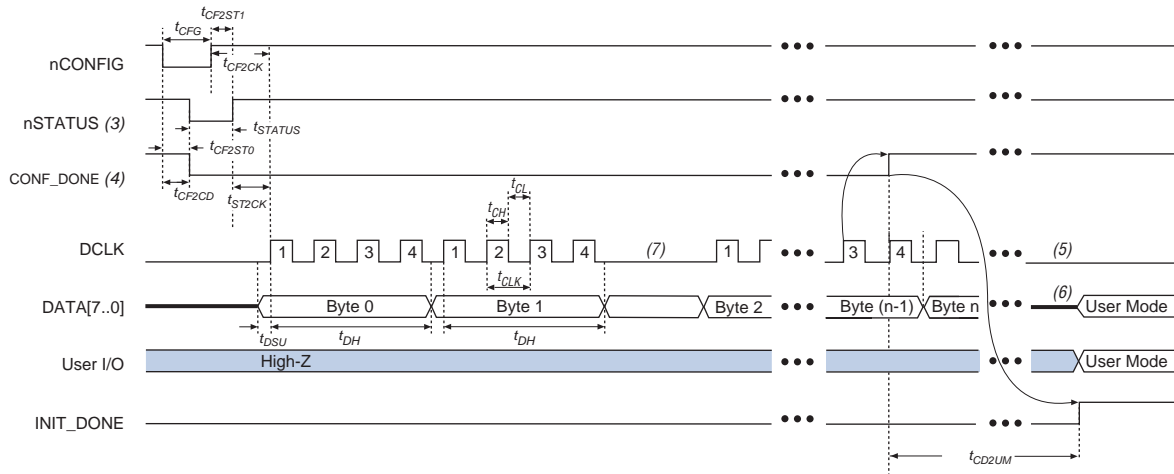 tCF2ST1
tCFG
nCONFIG
tCF2CK
nSTATUS (3)
tSTATUS
tCF2ST0
CONF_DONE (4)
tCF2CD
tST2CK
tCL
tCH
DCLK
1 2 3 4 1 2 3 4 (7) 1 3 4 (5)
tCLK
DATA[7..0]
Byte 0 Byte 1 Byte 2 Byte (n-1) Byte n (6) User Mode
tDSU tDH tDH
User I/O High-Z User Mode
INIT_DONE
tCD2UM